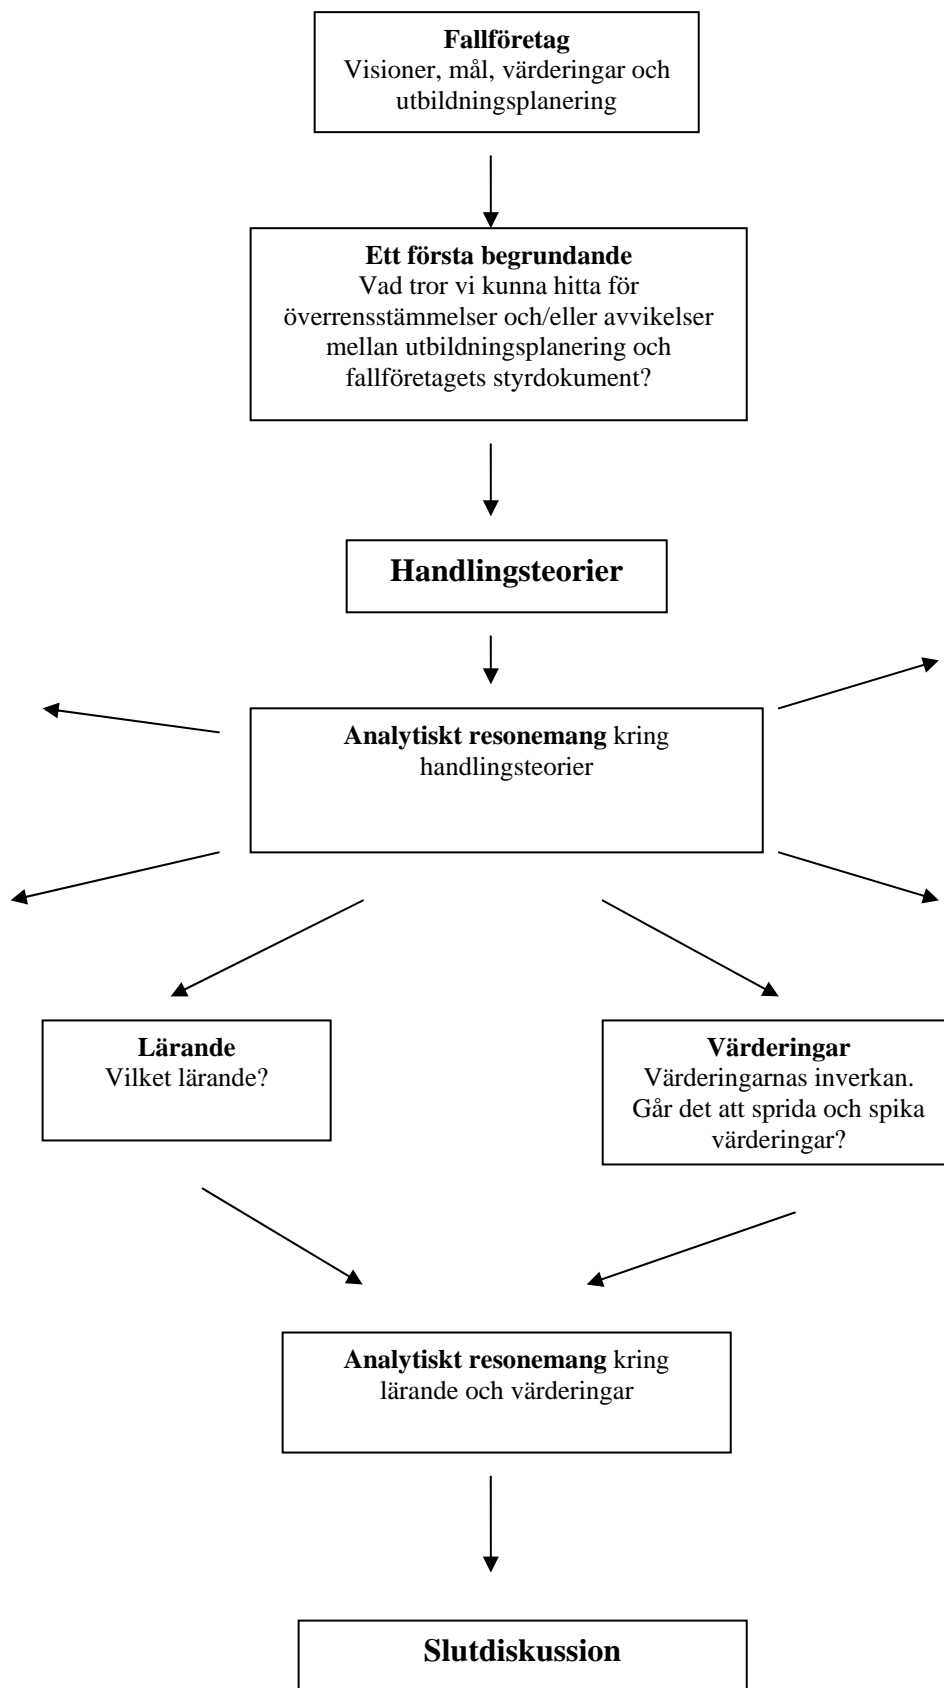 Fallföretag
Visioner, mål, värderingar och
utbildningsplanering
Ett första begrundande
Vad tror vi kunna hitta för
överrensstämmelser och/eller avvikelser
mellan utbildningsplanering och
fallföretagets styrdokument?
Handlingsteorier
Analytiskt resonemang kring
handlingsteorier
Lärande
Vilket lärande?
Värderingar
Värderingarnas inverkan.
Går det att sprida och spika
värderingar?
Analytiskt resonemang kring
lärande och värderingar
Slutdiskussion